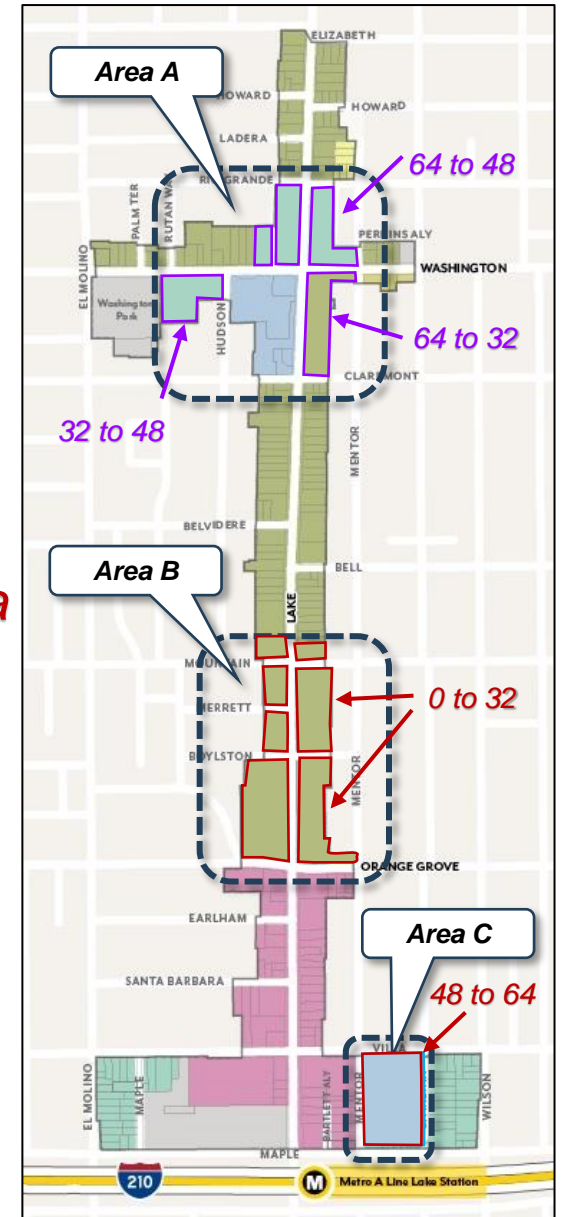 ELIZABETH
Area A
HOWARD
HOWARD
LADERA
64 to 48
RIO GRANDE
PALM TER
RUTAN WAY
PERKINS ALY
EL MOLINO
WASHINGTON
Washington
Park
HUDSON
64 to 32
CLAREMONT
32 to 48
MENTOR
BELVIDERE
Area B
BELL
LAKE
a
MOUNTAIN
0 to 32
MERRETT
BOYLSTON
MENTOR
ORANGE GROVE
EARLHAM
Area C
SANTA BARBARA
48 to 64
VILLA
EL MOLINO
MAPLE
BARTLETT ALY
MENTOR
WILSON
MAPLE
210
M
Metro A Line Lake Station